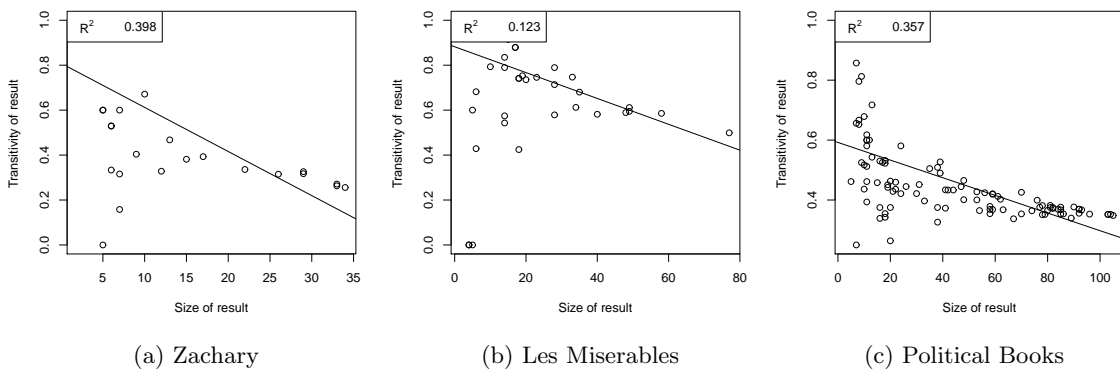 R² 0.398
Transitivity of result
0.0 0.2 0.4 0.6 0.8 1.0
5 10 15 20 25 30 35
Size of result
(a) Zachary
R² 0.123
Transitivity of result
0.0 0.2 0.4 0.6 0.8 1.0
0 20 40 60 80
Size of result
(b) Les Miserables
R² 0.357
Transitivity of result
0.4 0.6 0.8 1.0
0 20 40 60 80 100
Size of result
(c) Political Books